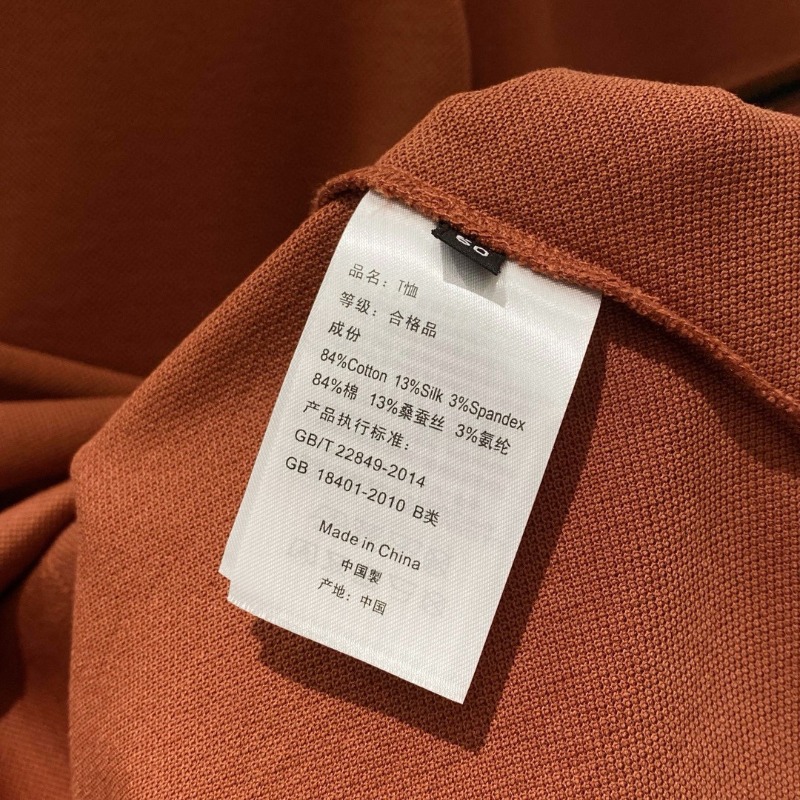 50
品名：T恤
等级：合格品
成份
84%Cotton 13%Silk 3%Spandex
84%棉 13%桑蚕丝 3%氨纶
产品执行标准：
GB/T 22849-2014
GB 18401-2010 B类
Made in China
中国製
产地：中国